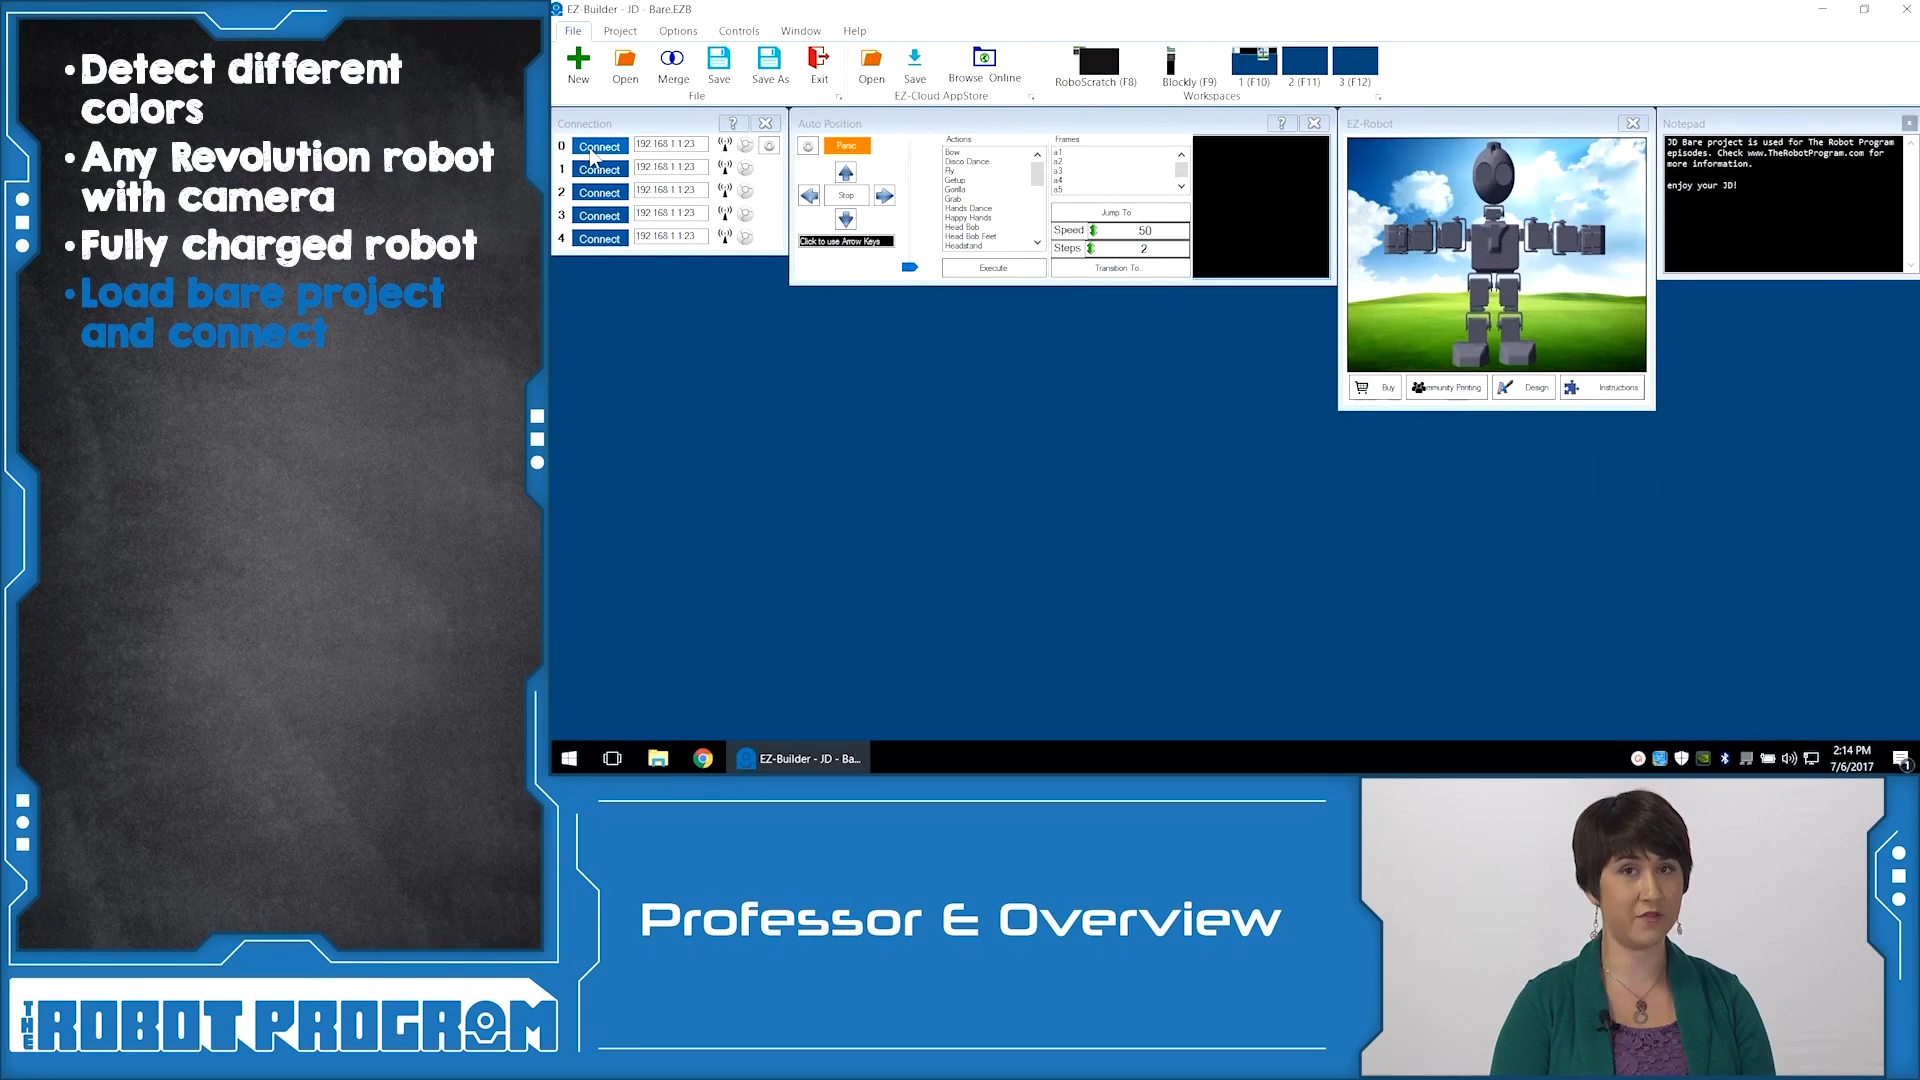 •Detect different
colors
•Any Revolution robot
with camera
•Fully charged robot
•Load bare project
and connect
EZ-Builder - JD - Bare.EZB
File Project Options Controls Window Help
New Open Merge Save Save As Exit Open Save Browse Online RoboScratch (F8) Blockly (F9) 1 (F10) 2 (F11) 3 (F12)
File EZ-Cloud AppStore Workspaces
Connection ?
0 Connect 192.168.1.1:23
1 Connect 192.168.1.1:23
2 Connect 192.168.1.1:23
3 Connect 192.168.1.1:23
4 Connect 192.168.1.1:23
Auto Position ?
Panic
Stop
Click to use Arrow Keys
Actions
Bow
Disco Dance
Fly
Getup
Gorilla
Grab
Hands Dance
Happy Hands
Head Bob
Head Bob Feet
Headstand
Execute
Frames
a1
a2
a3
a4
a5
Jump To
Speed 50
Steps 2
Transition To
EZ-Robot
Buy mmunity Printing Design Instructions
Notepad
JD Bare project is used for The Robot Program
episodes. Check www.TheRobotProgram.com for
more information.
enjoy your JD!
EZ-Builder - JD - Ba...
2:14 PM
7/6/2017
1
Professor E Overview
THE ROBOT PROGRAM